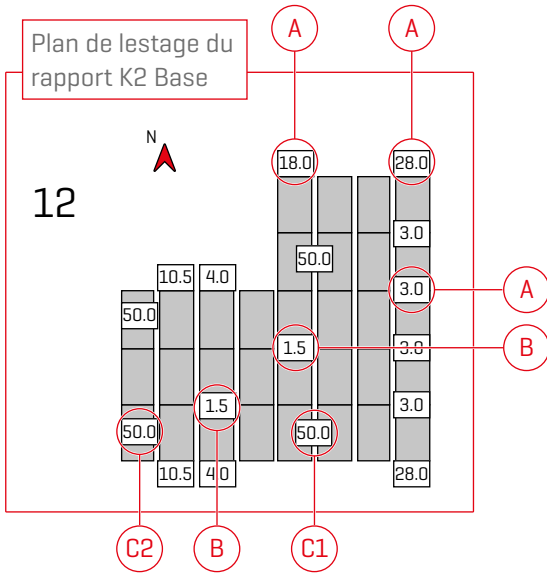 A A
Plan de lestage du
rapport K2 Base
N
12
18.0 28.0
3.0
50.0
10.5 4.0
3.0 A
50.0
1.5 3.0 B
1.5 3.0
50.0 50.0
10.5 4.0 28.0
C2 B C1